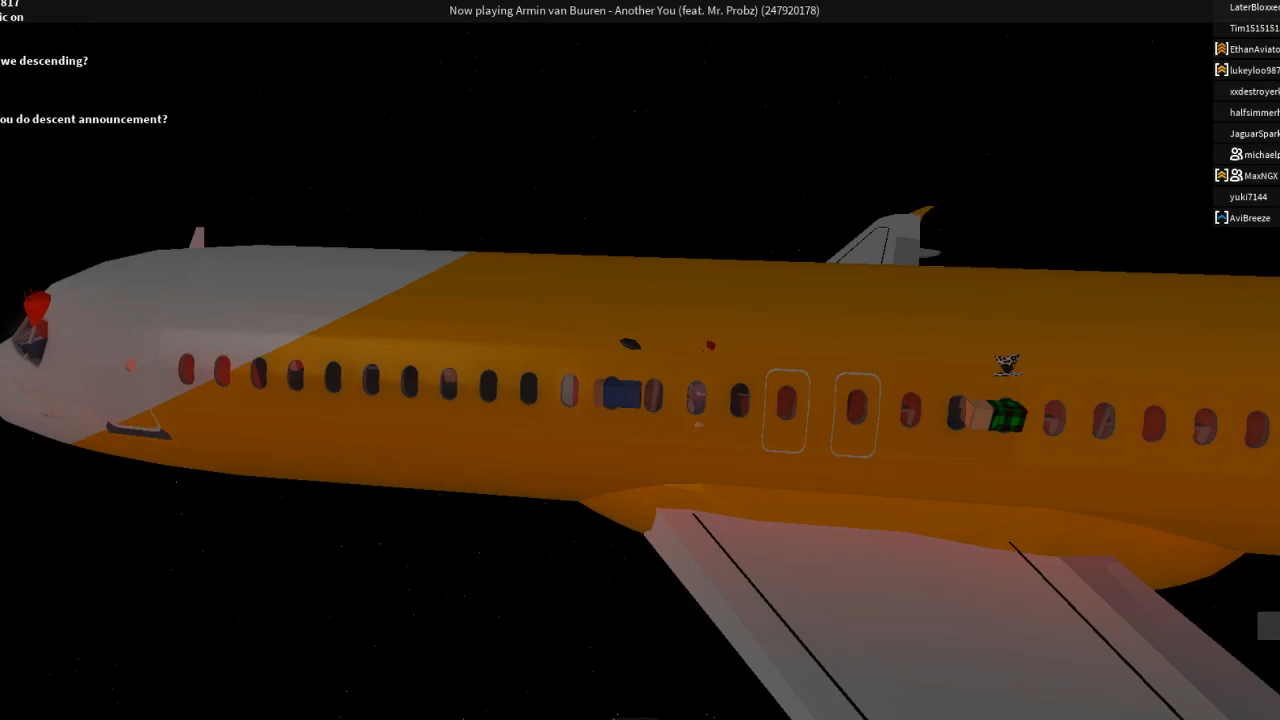 817
ic on
Now playing Armin van Buuren - Another You (feat. Mr. Probz) (247920178)
we descending?
ou do descent announcement?
LaterBloxxer
Tim1515151
EthanAviato
lukeyloo987
xxdestroyer
halfsimmer
JaguarSpark
michael
MaxNGX
yuki7144
AviBreeze